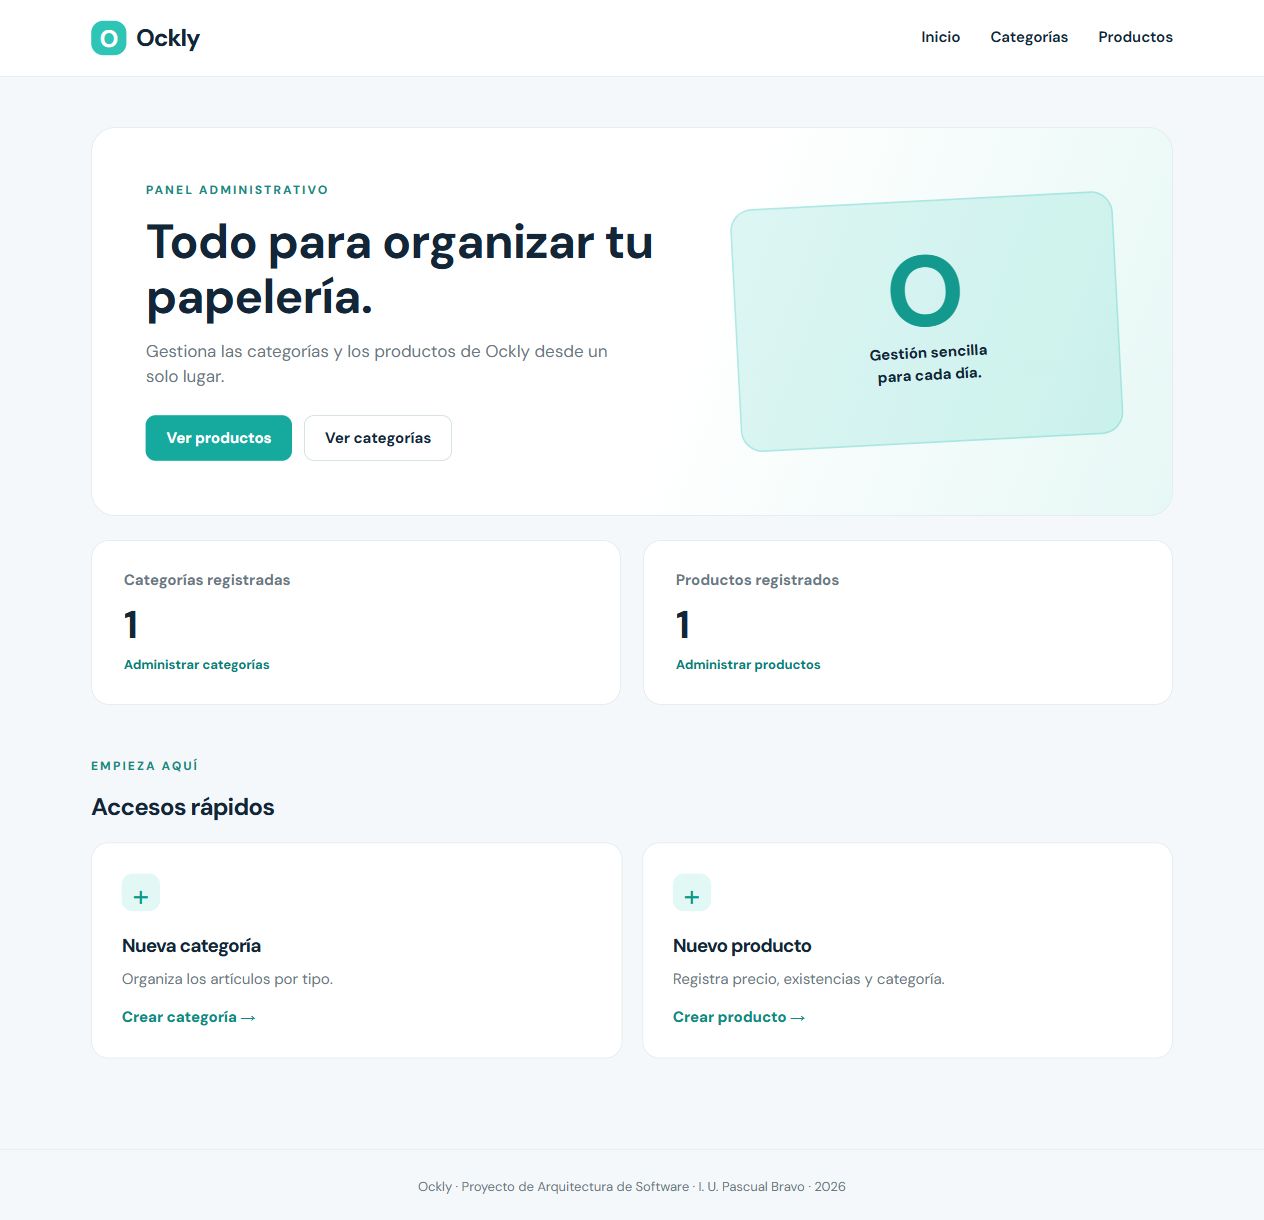 O Ockly
Inicio Categorías Productos
PANEL ADMINISTRATIVO
Todo para organizar tu
papelería.
Gestiona las categorías y los productos de Ockly desde un
solo lugar.
Ver productos Ver categorías
O
Gestión sencilla
para cada día.
Categorías registradas
1
Administrar categorías
Productos registrados
1
Administrar productos
EMPIEZA AQUÍ
Accesos rápidos
+
Nueva categoría
Organiza los artículos por tipo.
Crear categoría →
+
Nuevo producto
Registra precio, existencias y categoría.
Crear producto →
Ockly · Proyecto de Arquitectura de Software · I. U. Pascual Bravo · 2026